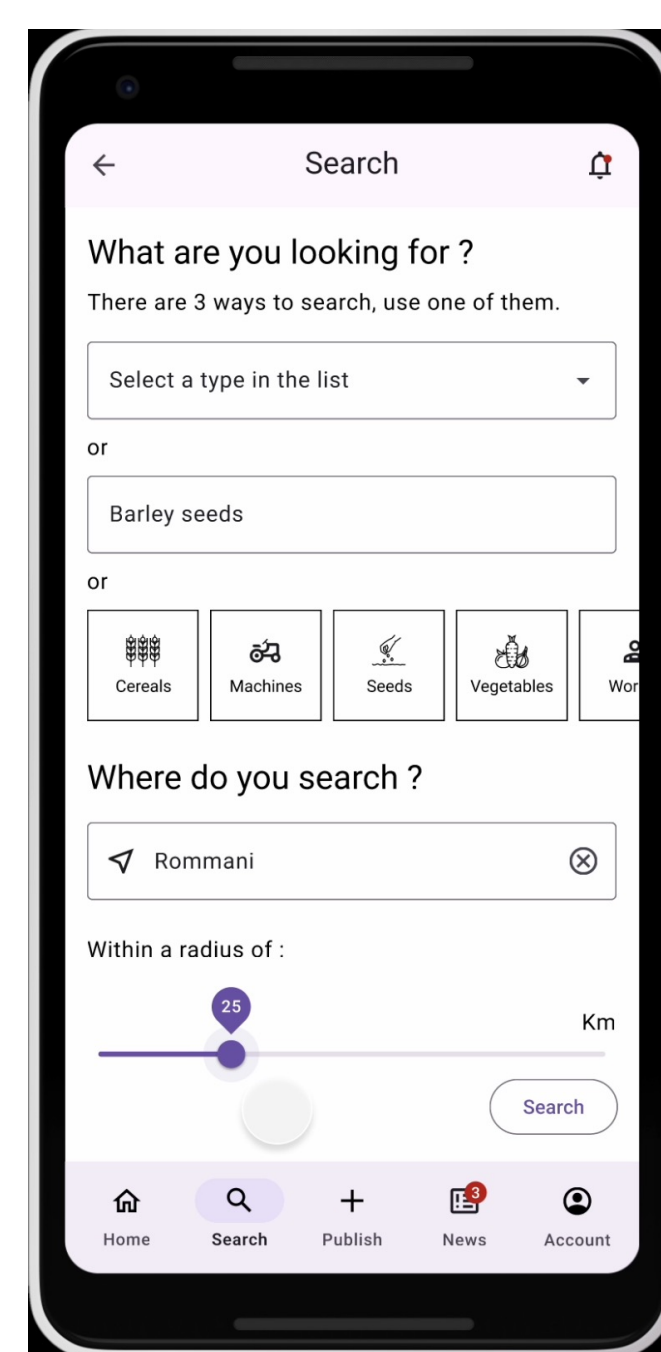 Search
What are you looking for ?
There are 3 ways to search, use one of them.
Select a type in the list
or
Barley seeds
or
Cereals Machines Seeds Vegetables Wor
Where do you search ?
Rommani
Within a radius of :
25
Km
Search
3
Home Search Publish News Account